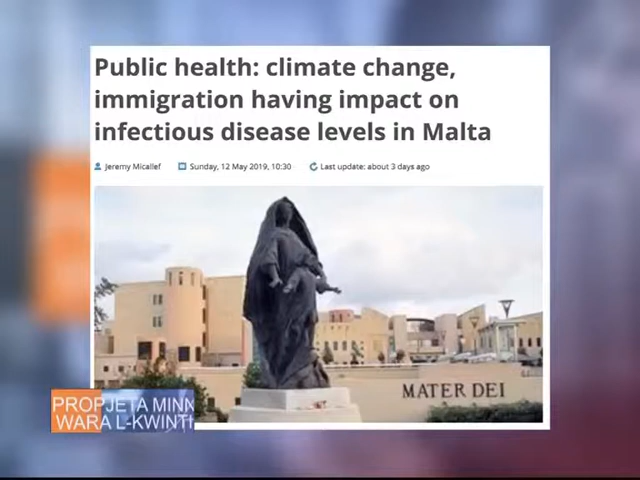 Public health: climate change,
immigration having impact on
infectious disease levels in Malta
Jeremy Micallef Sunday, 12 May 2019, 10:30 Last update: about 3 days ago
MATER DEI
PROPJETA MINN
WARA L-KWINTI